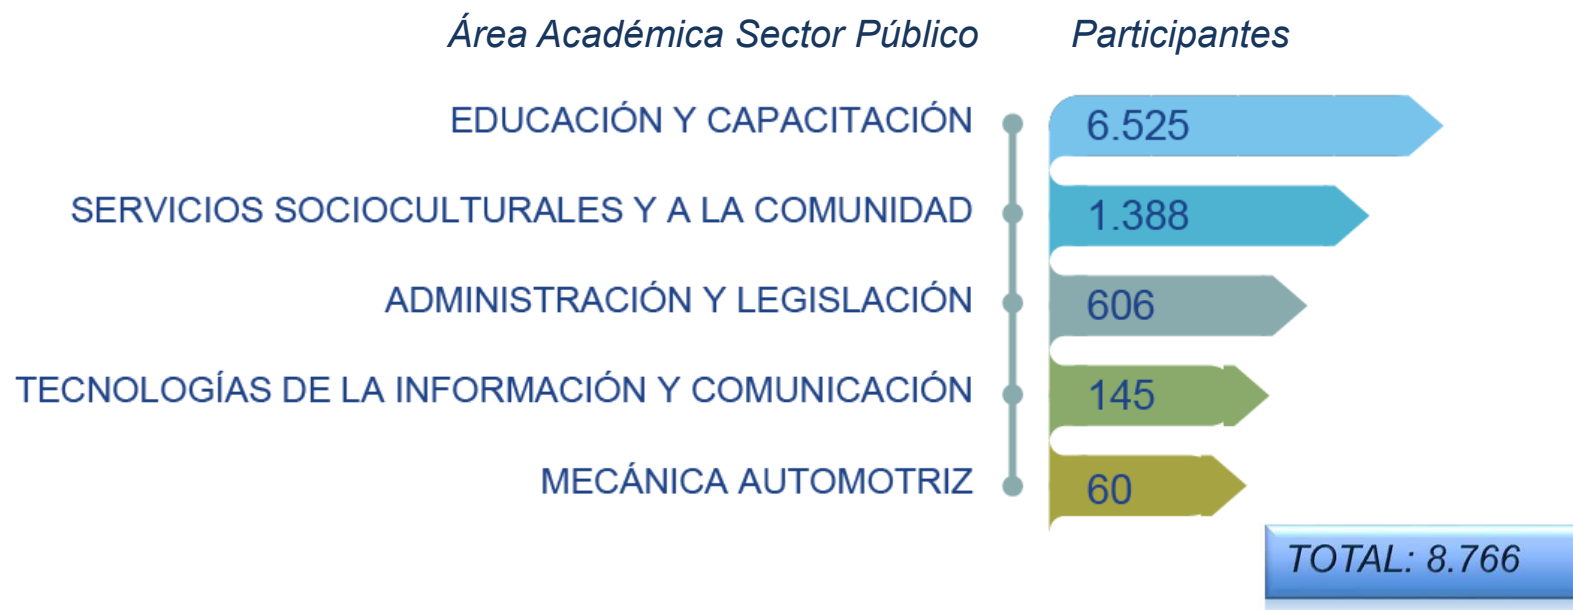 Área Académica Sector Público Participantes
EDUCACIÓN Y CAPACITACIÓN 6.525
SERVICIOS SOCIOCULTURALES Y A LA COMUNIDAD 1.388
ADMINISTRACIÓN Y LEGISLACIÓN 606
TECNOLOGÍAS DE LA INFORMACIÓN Y COMUNICACIÓN 145
MECÁNICA AUTOMOTRIZ 60
TOTAL: 8.766